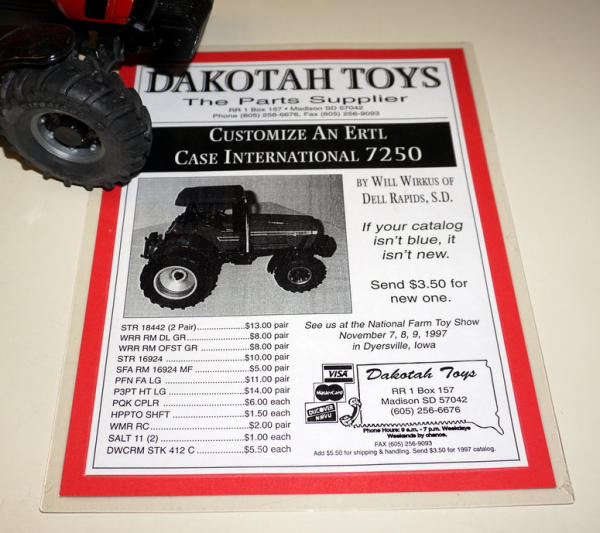 DAKOTAH TOYS
The Parts Supplier
RR 1 Box 157 • Madison SD 57042
Phone (605) 256-6676, Fax (605) 256-9093
CUSTOMIZE AN ERTL
CASE INTERNATIONAL 7250
BY WILL WIRKUS OF
DELL RAPIDS, S.D.
If your catalog
isn't blue, it
isn't new.
Send $3.50 for
new one.
STR 18442 (2 Pair)......................$13.00 pair
WRR RM DL GR..........................$8.00 pair
WRR RM OFST GR .....................$8.00 pair
STR 16924 ................................$10.00 pair
SFA RM 16924 MF .....................$5.00 pair
PFN FA LG ...............................$11.00 pair
P3PT HT LG .............................$14.00 pair
PQK CPLR ...............................$6.00 each
HPPTO SHFT ...........................$1.50 each
WMR RC...................................$2.00 pair
SALT 11 (2) ..............................$1.00 each
DWCRM STK 412 C ..................$5.50 each
See us at the National Farm Toy Show
November 7, 8, 9, 1997
in Dyersville, Iowa
VISA
MasterCard
DISCOVER
NOVUS
Dakotah Toys
RR 1 Box 157
Madison SD 57042
(605) 256-6676
Phone Hours: 9 a.m. - 7 p.m. Weekdays
Weekends by chance.
FAX (605) 256-9093
Add $5.50 for shipping & handling. Send $3.50 for 1997 catalog.